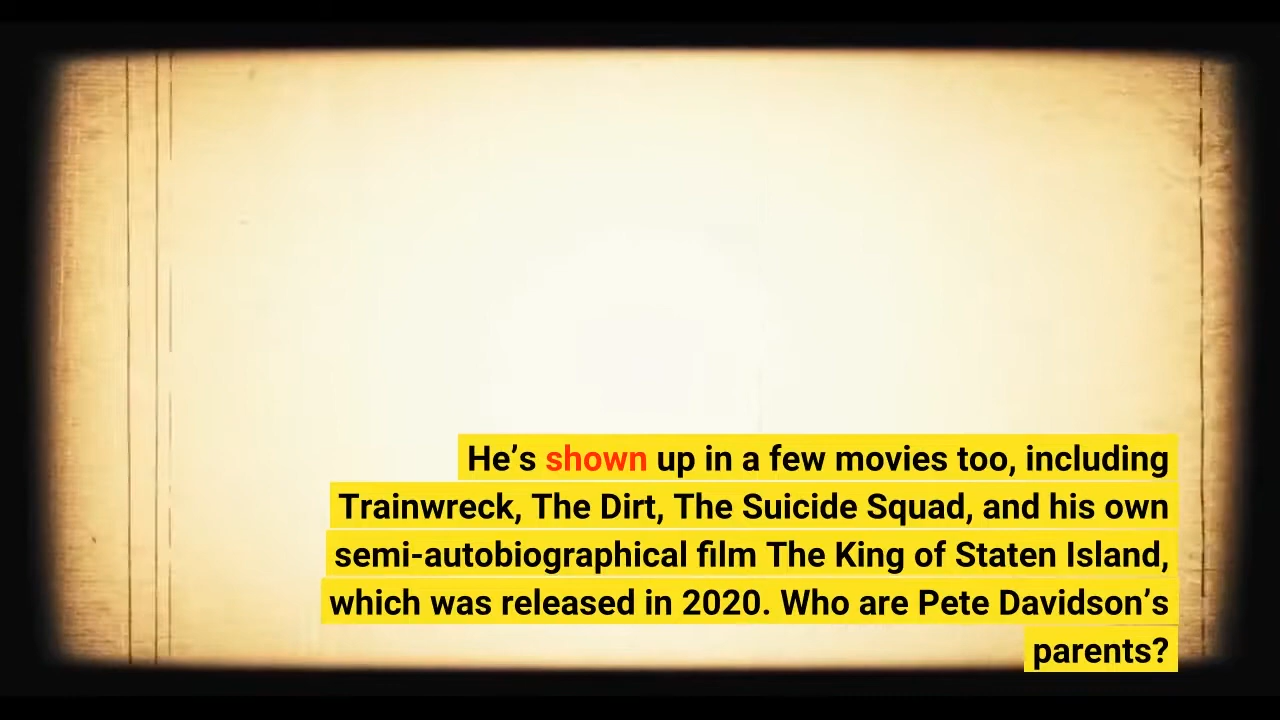 He’s shown up in a few movies too, including
Trainwreck, The Dirt, The Suicide Squad, and his own
semi-autobiographical film The King of Staten Island,
which was released in 2020. Who are Pete Davidson’s
parents?